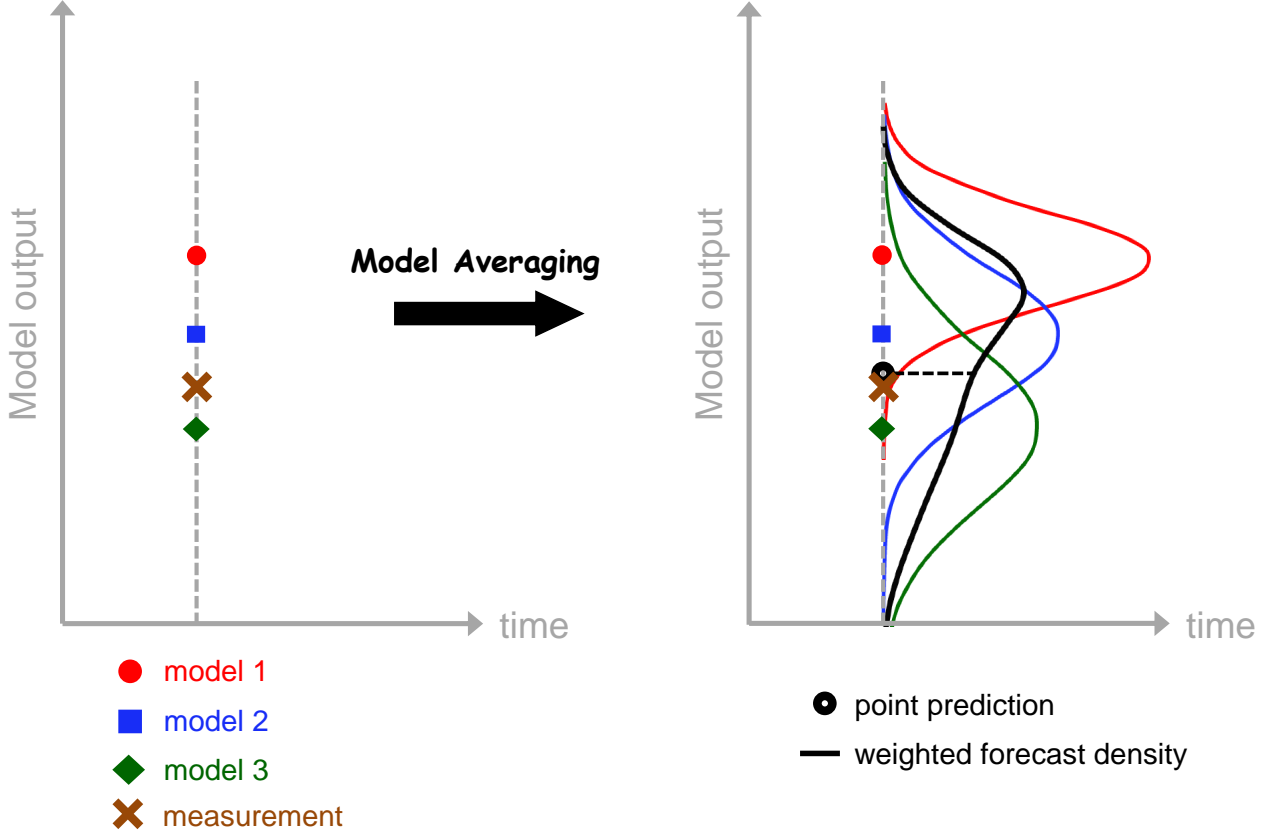 Model output
time
Model Averaging
Model output
time
model 1
model 2
model 3
measurement
point prediction
weighted forecast density